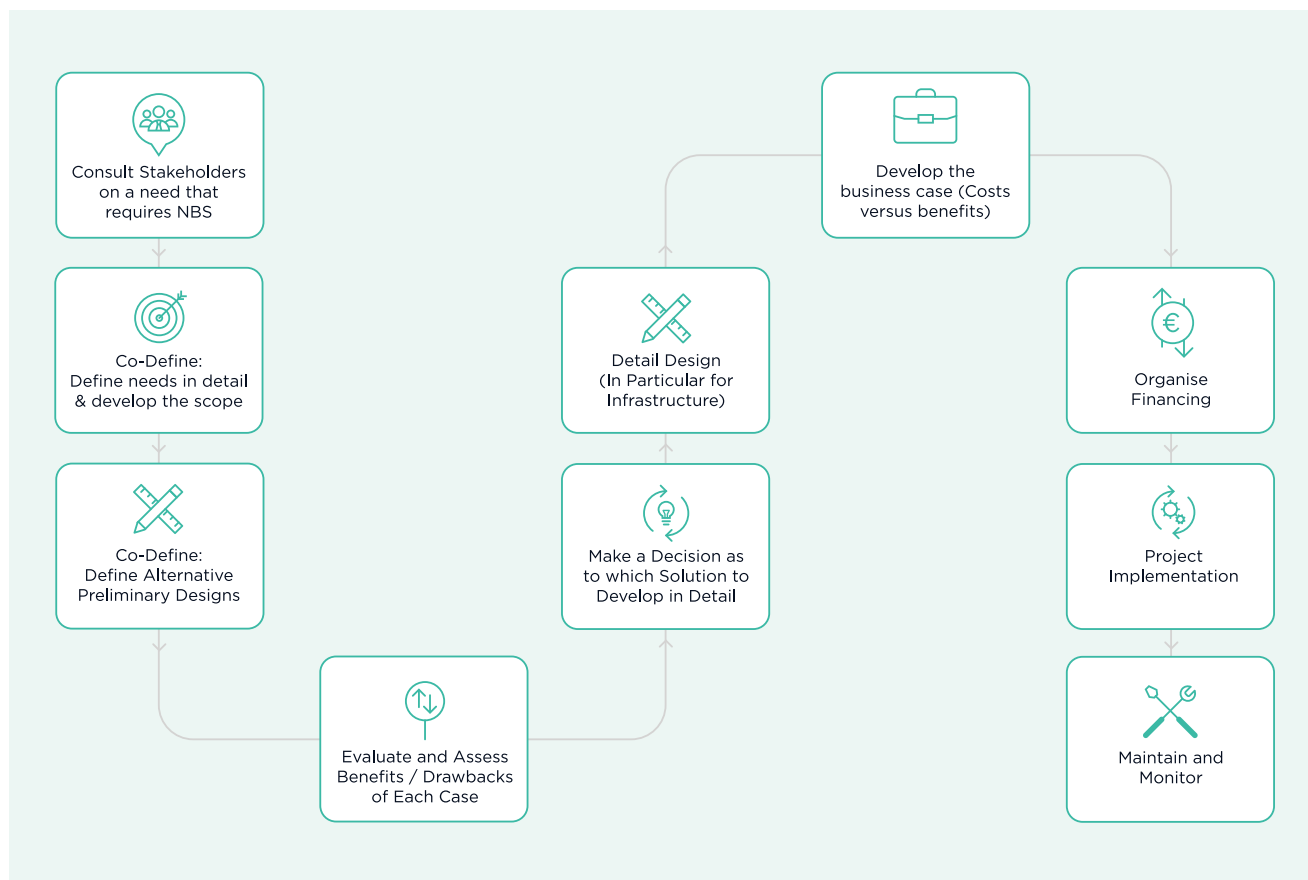 Consult Stakeholders
on a need that
requires NBS
Co-Define:
Define needs in detail
& develop the scope
Co-Define:
Define Alternative
Preliminary Designs
Evaluate and Assess
Benefits / Drawbacks
of Each Case
Make a Decision as
to which Solution to
Develop in Detail
Detail Design
(In Particular for
Infrastructure)
Develop the
business case (Costs
versus benefits)
€
Organise
Financing
Project
Implementation
Maintain and
Monitor